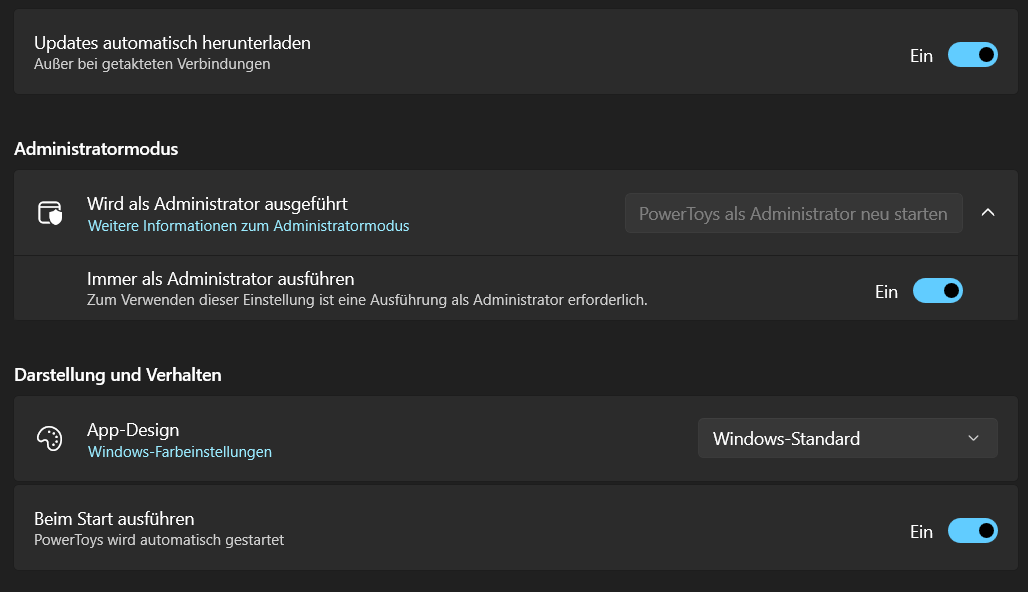 Updates automatisch herunterladen
Außer bei getakteten Verbindungen
Ein
Administratormodus
Wird als Administrator ausgeführt
Weitere Informationen zum Administratormodus
PowerToys als Administrator neu starten
Immer als Administrator ausführen
Zum Verwenden dieser Einstellung ist eine Ausführung als Administrator erforderlich.
Ein
Darstellung und Verhalten
App-Design
Windows-Farbeinstellungen
Windows-Standard
Beim Start ausführen
PowerToys wird automatisch gestartet
Ein